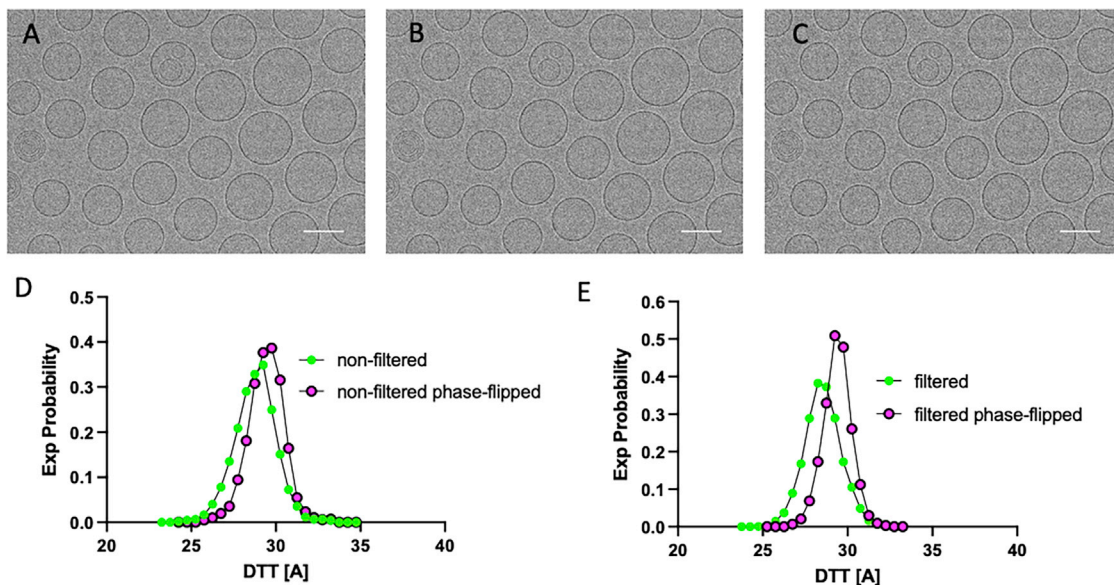 A
B
C
D
0.5
0.4
0.3
0.2
0.1
0.0
20
25
30
35
40
Exp Probability
DTT [A]
non-filtered
non-filtered phase-flipped
E
0.6
0.5
0.4
0.3
0.2
0.1
0.0
20
25
30
35
40
Exp Probability
DTT [A]
filtered
filtered phase-flipped